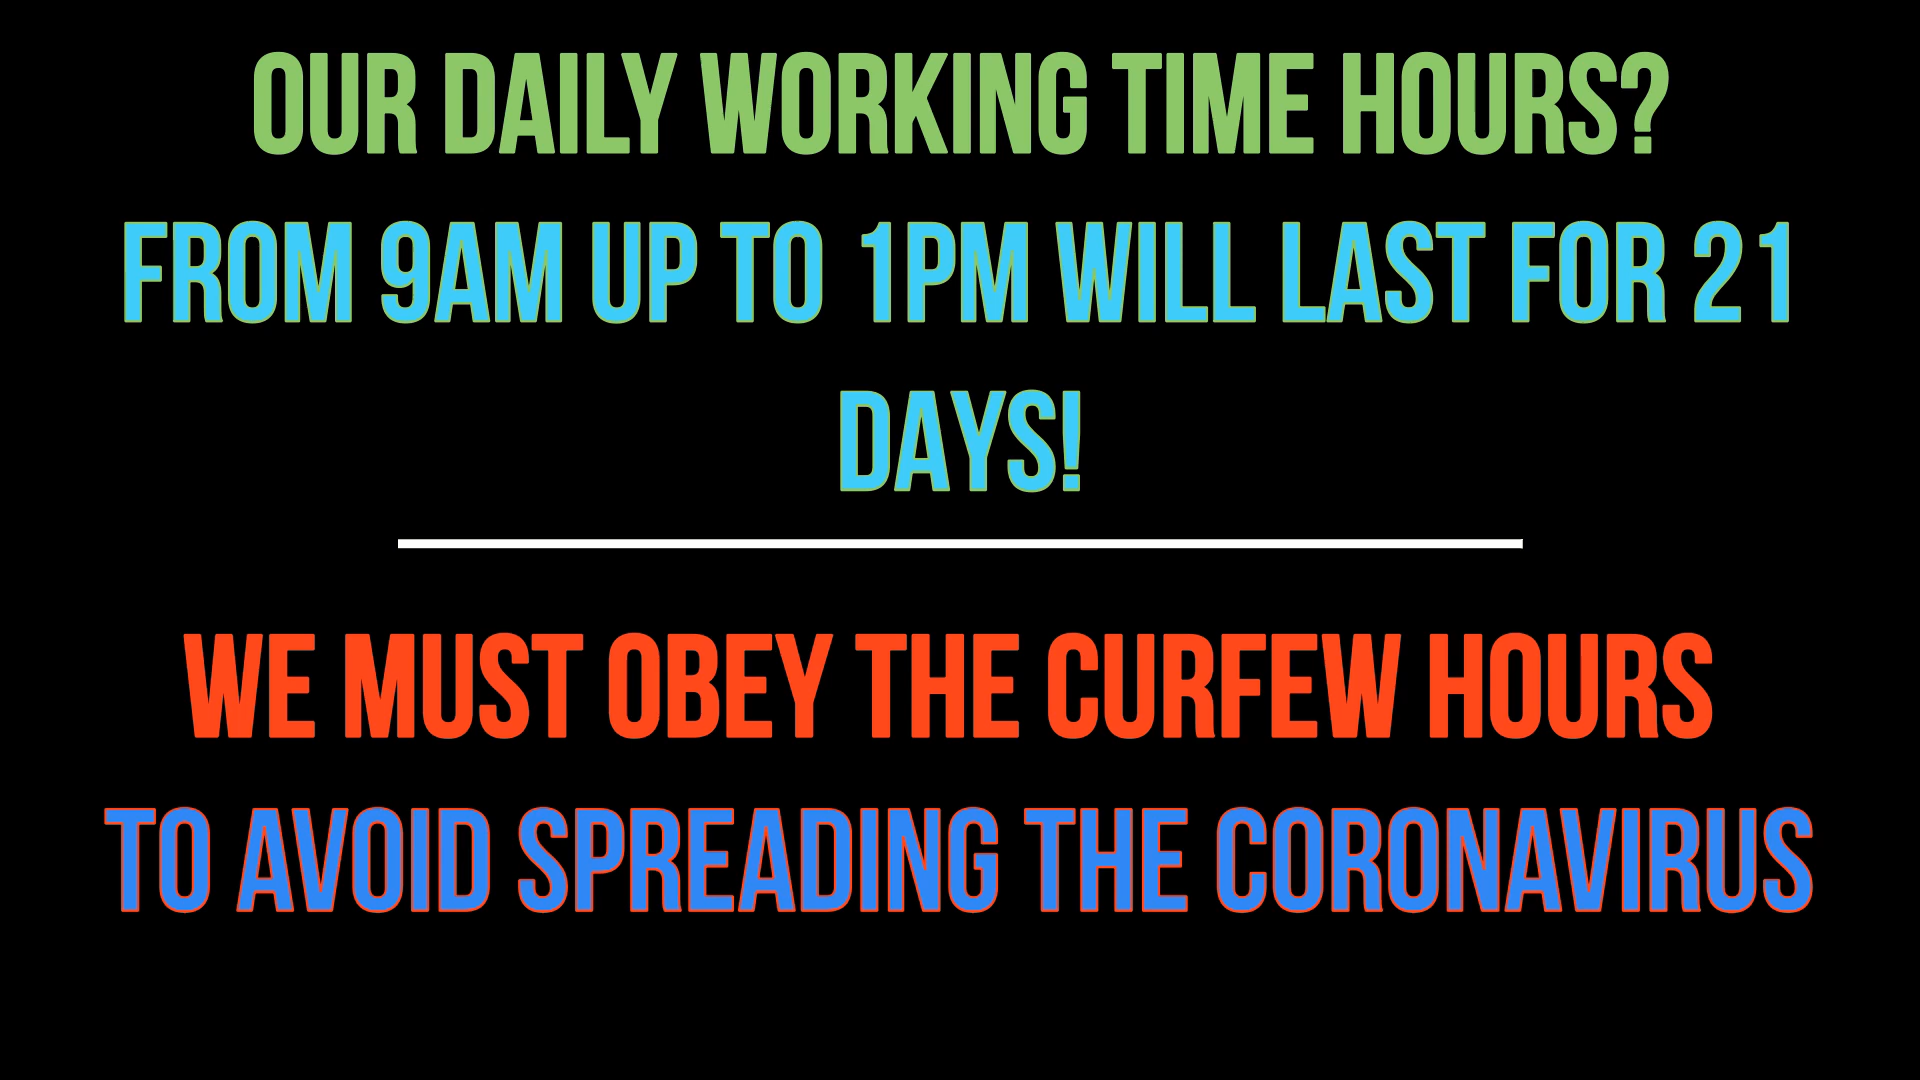 OUR DAILY WORKING TIME HOURS?
FROM 9AM UP TO 1PM WILL LAST FOR 21
DAYS!
WE MUST OBEY THE CURFEW HOURS
TO AVOID SPREADING THE CORONAVIRUS